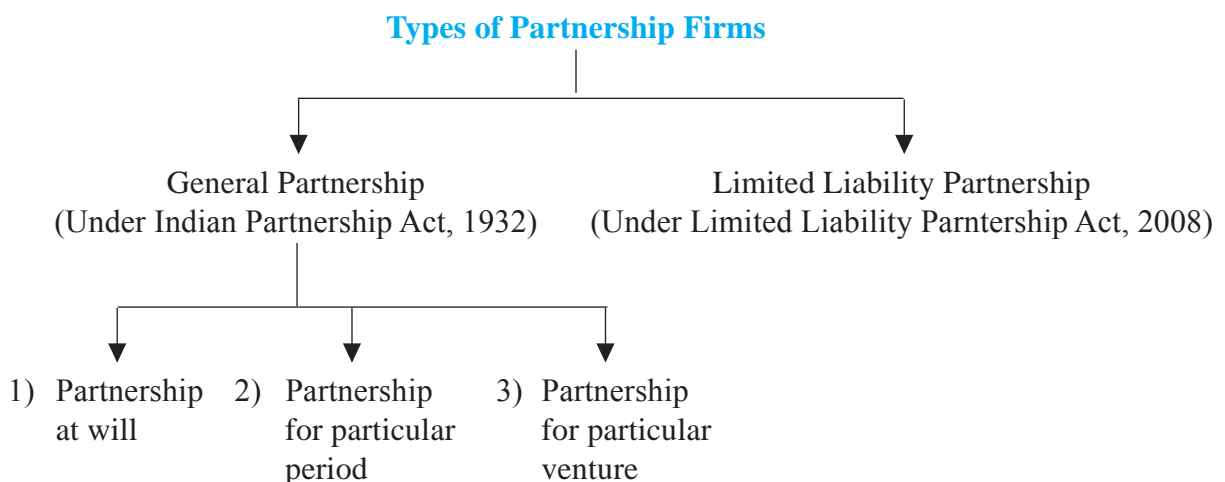 Types of Partnership Firms
General Partnership
(Under Indian Partnership Act, 1932)
Limited Liability Partnership
(Under Limited Liability Parntership Act, 2008)
1) Partnership
at will
2) Partnership
for particular
period
3) Partnership
for particular
venture